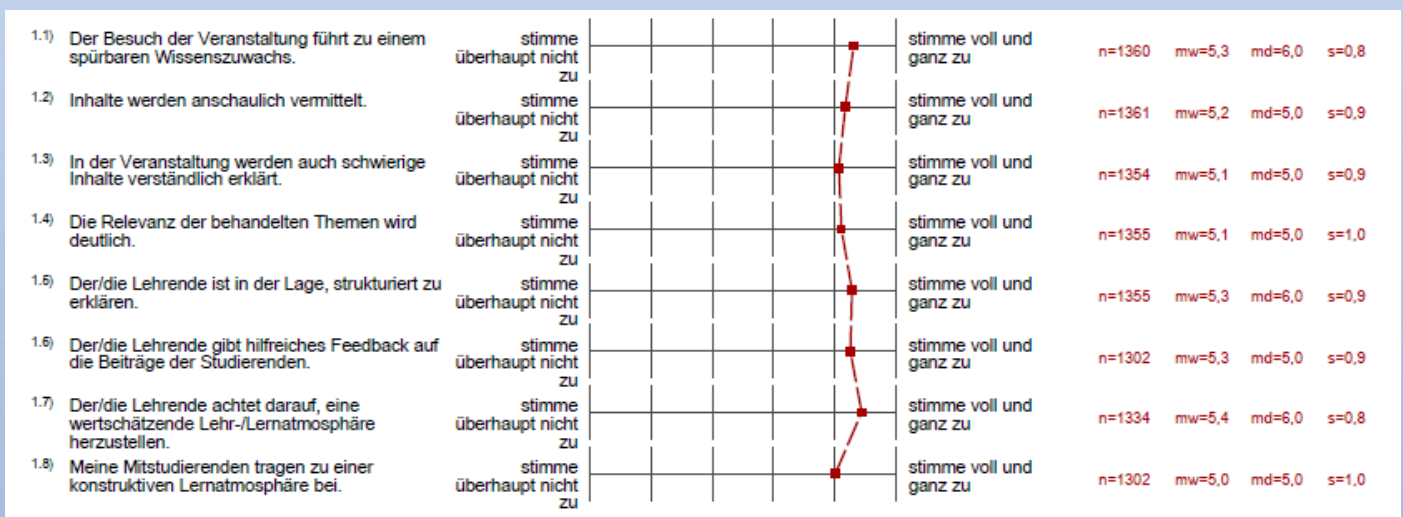 1.1) Der Besuch der Veranstaltung führt zu einem spürbaren Wissenszuwachs. stimme überhaupt nicht zu stimme voll und ganz zu n=1360 mw=5,3 md=6,0 s=0,8
1.2) Inhalte werden anschaulich vermittelt. stimme überhaupt nicht zu stimme voll und ganz zu n=1361 mw=5,2 md=5,0 s=0,9
1.3) In der Veranstaltung werden auch schwierige Inhalte verständlich erklärt. stimme überhaupt nicht zu stimme voll und ganz zu n=1354 mw=5,1 md=5,0 s=0,9
1.4) Die Relevanz der behandelten Themen wird deutlich. stimme überhaupt nicht zu stimme voll und ganz zu n=1355 mw=5,1 md=5,0 s=1,0
1.5) Der/die Lehrende ist in der Lage, strukturiert zu erklären. stimme überhaupt nicht zu stimme voll und ganz zu n=1355 mw=5,3 md=6,0 s=0,9
1.6) Der/die Lehrende gibt hilfreiches Feedback auf die Beiträge der Studierenden. stimme überhaupt nicht zu stimme voll und ganz zu n=1302 mw=5,3 md=5,0 s=0,9
1.7) Der/die Lehrende achtet darauf, eine wertschätzende Lehr-/Lernatmosphäre herzustellen. stimme überhaupt nicht zu stimme voll und ganz zu n=1334 mw=5,4 md=6,0 s=0,8
1.8) Meine Mitstudierenden tragen zu einer konstruktiven Lernatmosphäre bei. stimme überhaupt nicht zu stimme voll und ganz zu n=1302 mw=5,0 md=5,0 s=1,0